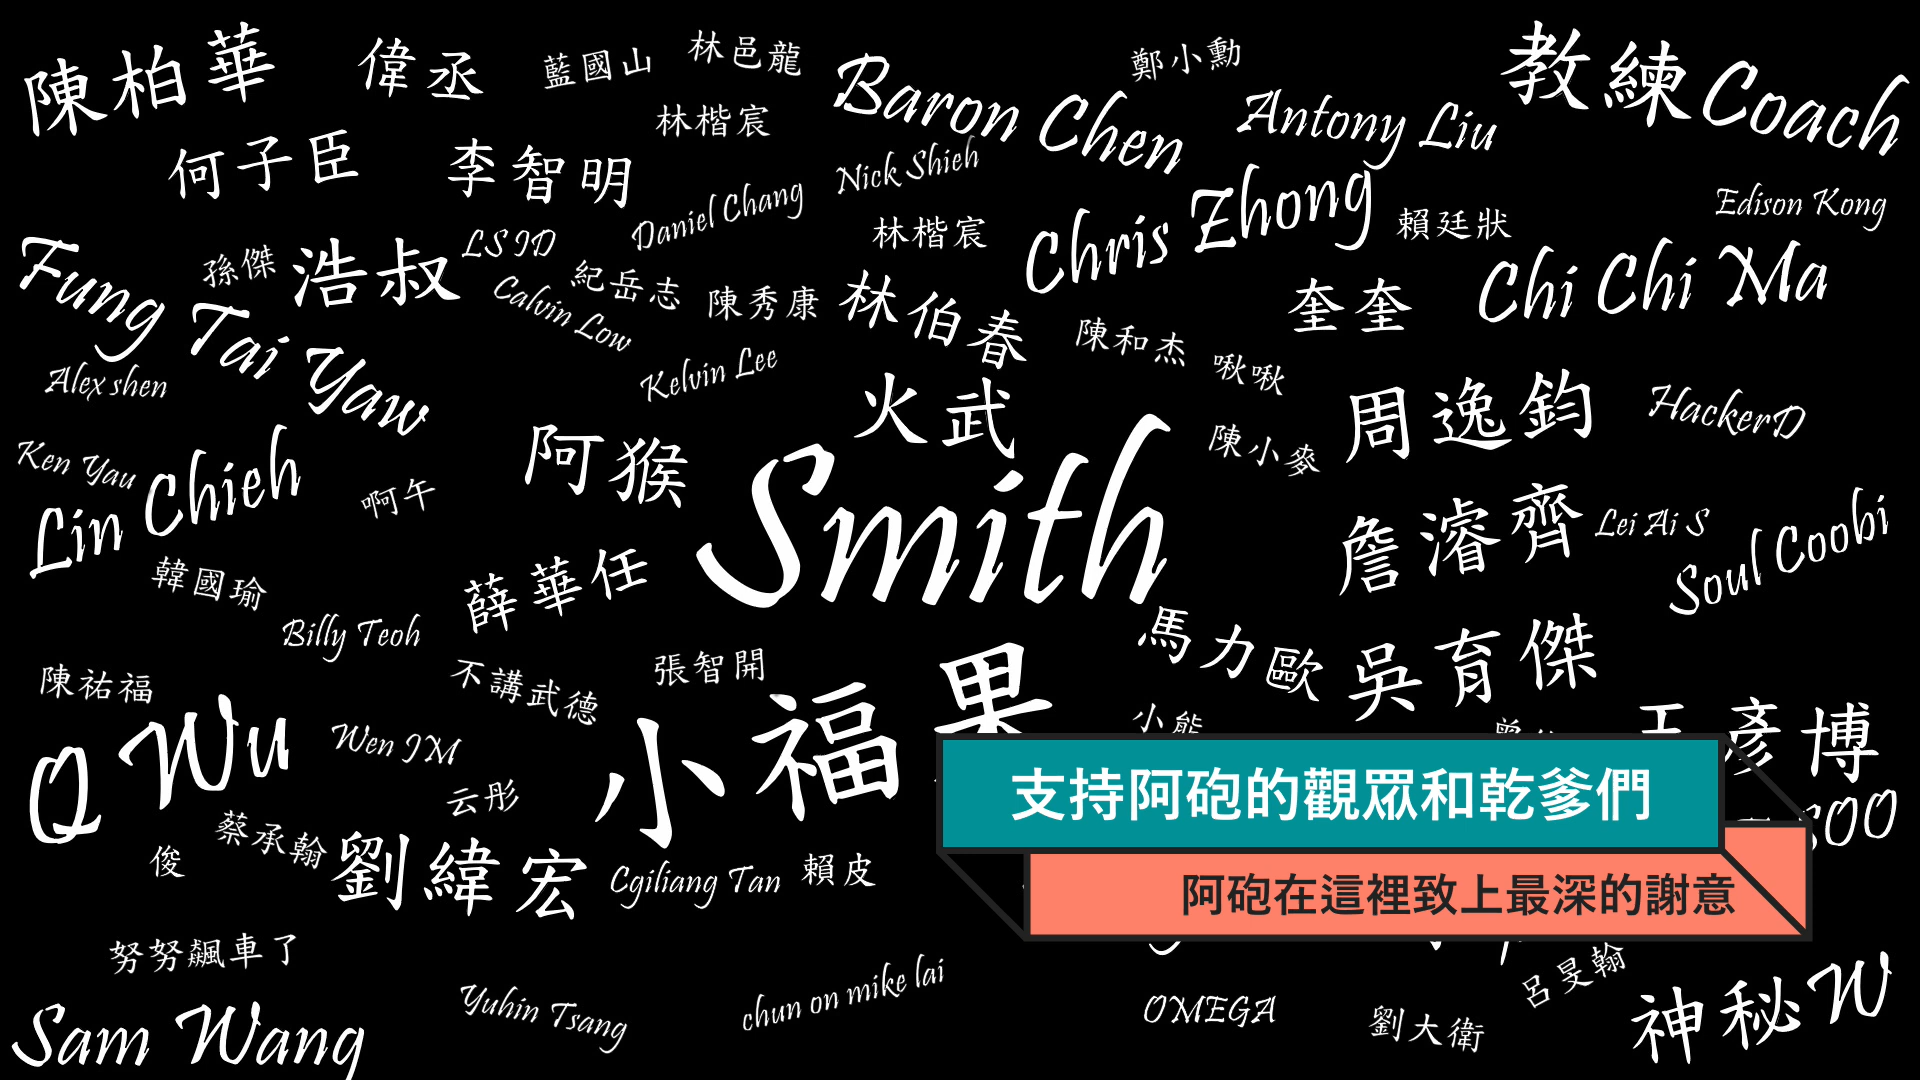 陳柏華
偉丞
藍國山
林邑龍
Baron Chen
鄭小勳
Antony Liu
教練Coach
林楷宸
何子臣
李智明
Nick Shieh
Daniel Chang
林楷宸
Chris Zhong
賴廷狀
Edison Kong
Fung Tai Yaw
孫傑
浩叔
LS JD
Calvin Low
紀岳志
陳秀康
林伯春
奎奎
Chi Chi Ma
陳和杰
啾啾
Alex shen
Kelvin Lee
火武
周逸鈞
HackerD
陳小麥
Ken Yau
Lin Chieh
啊午
阿猴
Smith
詹濬齊
Lei Ai S
Soul Coobi
韓國瑜
Billy Teoh
薛華任
馬力歐
吳育傑
陳祐福
不講武德
張智開
小福果
小熊
彥博
Q Wu
Wen JM
云彤
俊
蔡承翰
劉緯宏
Cgiliang Tan
賴皮
支持阿砲的觀眾和乾爹們
阿砲在這裡致上最深的謝意
努努飆車了
Sam Wang
Yuhin Tsang
chun on mike lai
OMEGA
劉大衛
呂旻翰
神秘W